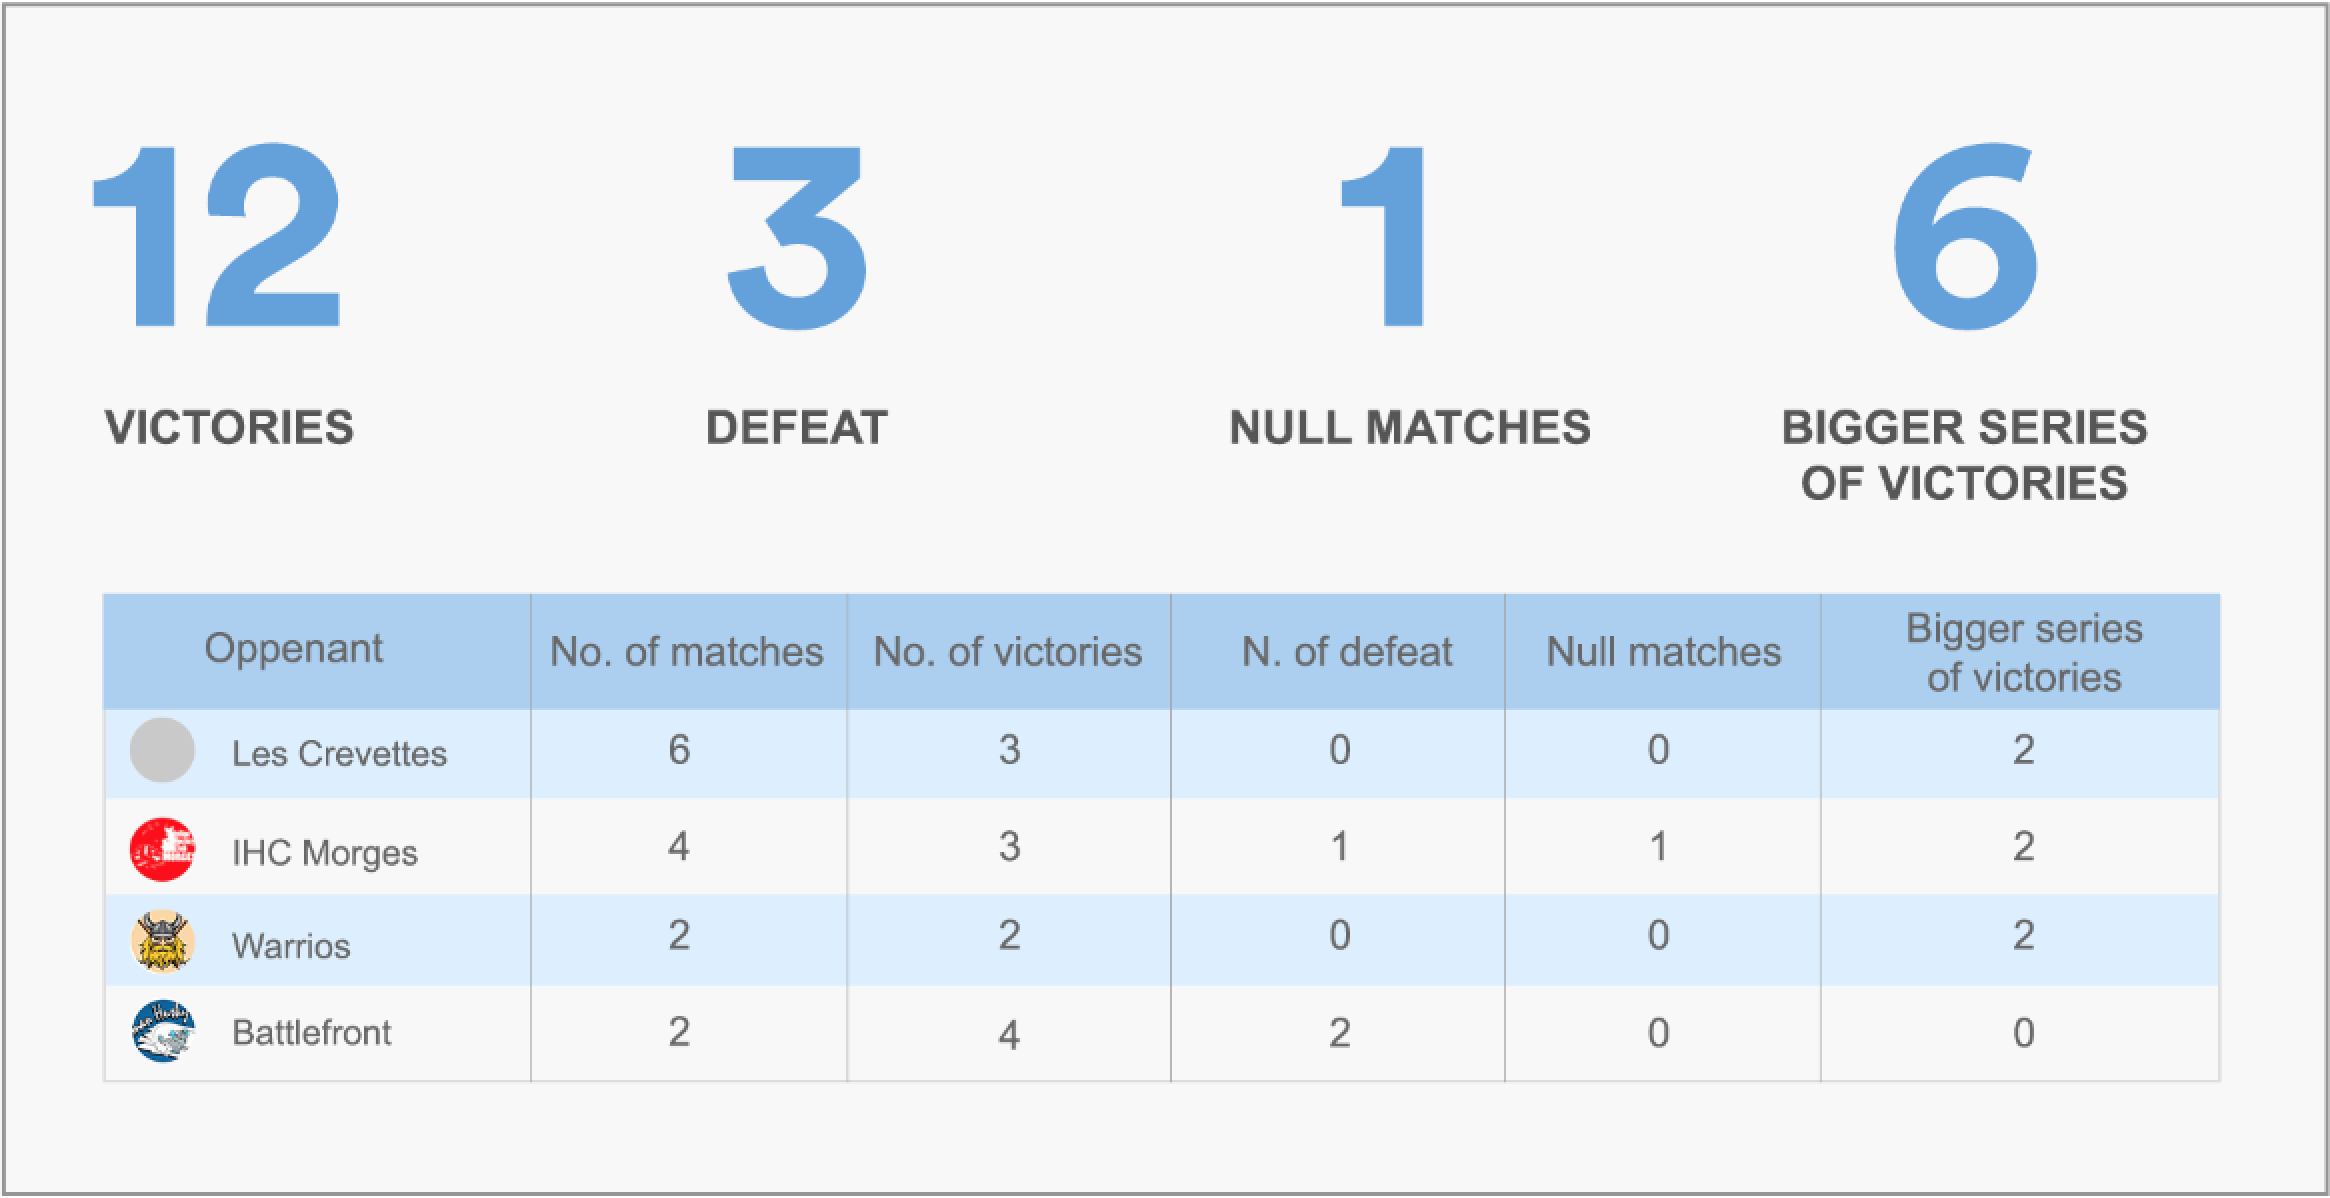 12 3 1 6
VICTORIES DEFEAT NULL MATCHES BIGGER SERIES
OF VICTORIES
Oppenant No. of matches No. of victories N. of defeat Null matches Bigger series
of victories
Les Crevettes 6 3 0 0 2
IHC Morges 4 3 1 1 2
Warrios 2 2 0 0 2
Battlefront 2 4 2 0 0